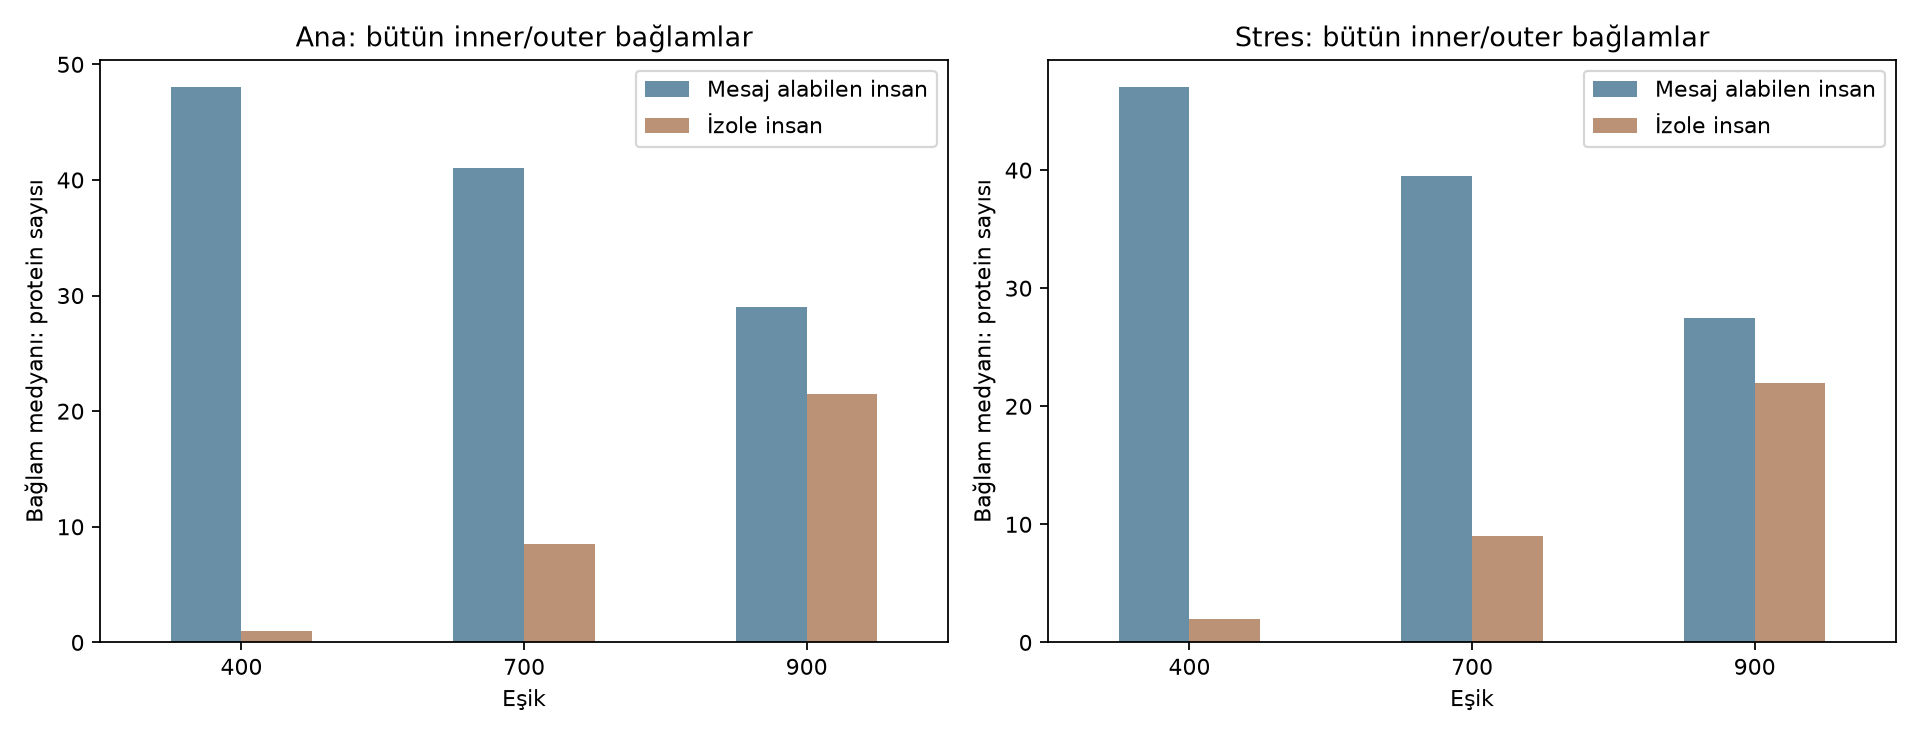 Ana: bütün inner/outer bağlamlar
Mesaj alabilen insan
İzole insan
Bağlam medyanı: protein sayısı
50
40
30
20
10
0
400
700
900
Eşik
Stres: bütün inner/outer bağlamlar
Mesaj alabilen insan
İzole insan
Bağlam medyanı: protein sayısı
40
30
20
10
0
400
700
900
Eşik